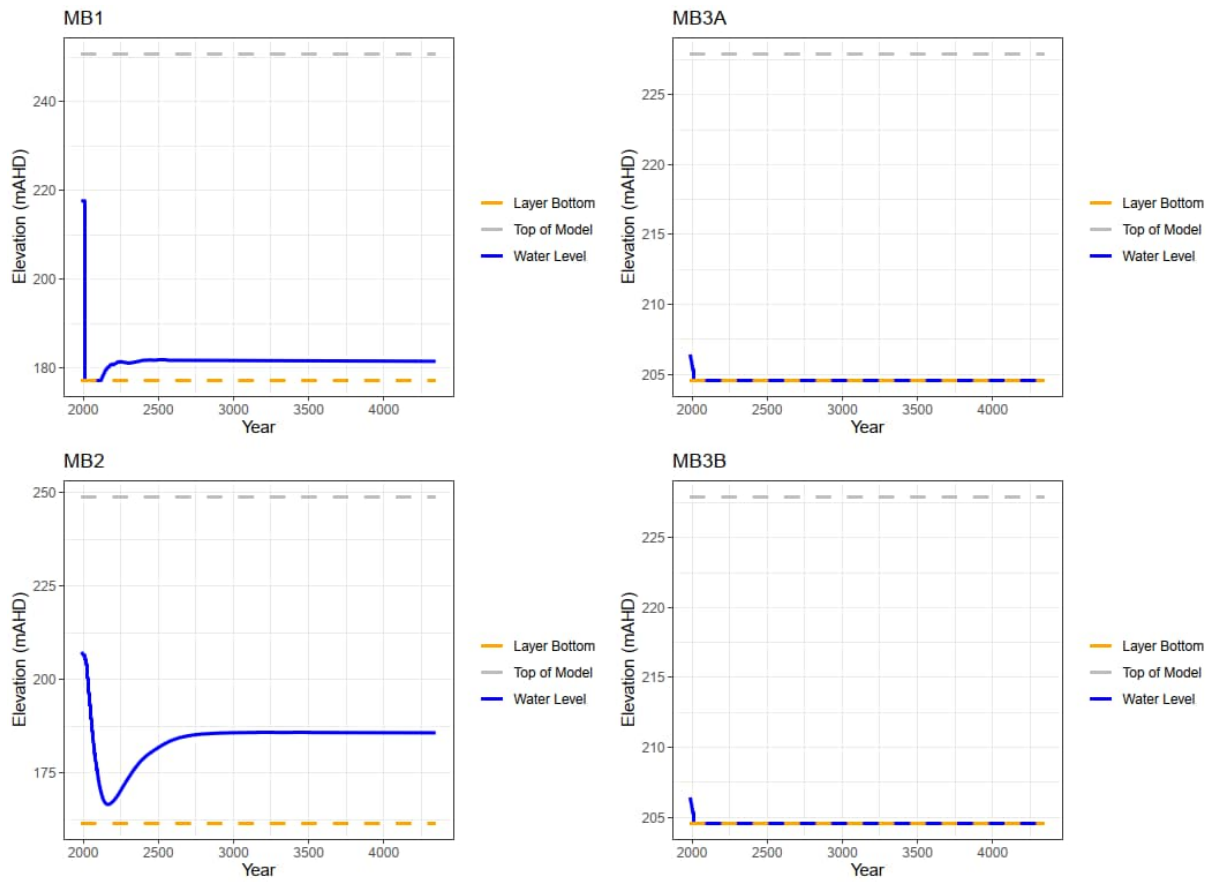 MB1
Elevation (mAHD)
240
220
200
180
2000 2500 3000 3500 4000
Year
Layer Bottom
Top of Model
Water Level
MB3A
Elevation (mAHD)
225
220
215
210
205
2000 2500 3000 3500 4000
Year
Layer Bottom
Top of Model
Water Level
MB2
Elevation (mAHD)
250
225
200
175
2000 2500 3000 3500 4000
Year
Layer Bottom
Top of Model
Water Level
MB3B
Elevation (mAHD)
225
220
215
210
205
2000 2500 3000 3500 4000
Year
Layer Bottom
Top of Model
Water Level